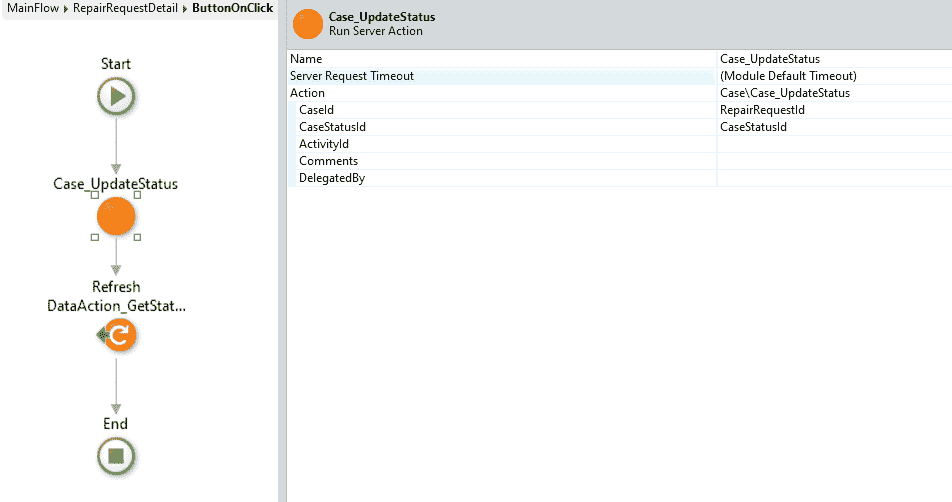 MainFlow RepairRequestDetail ButtonOnClick
Start
Case_UpdateStatus
Refresh
DataAction_GetStat...
End
Case_UpdateStatus
Run Server Action
Name Case_UpdateStatus
Server Request Timeout (Module Default Timeout)
Action Case\Case_UpdateStatus
CaseId RepairRequestId
CaseStatusId CaseStatusId
ActivityId
Comments
DelegatedBy